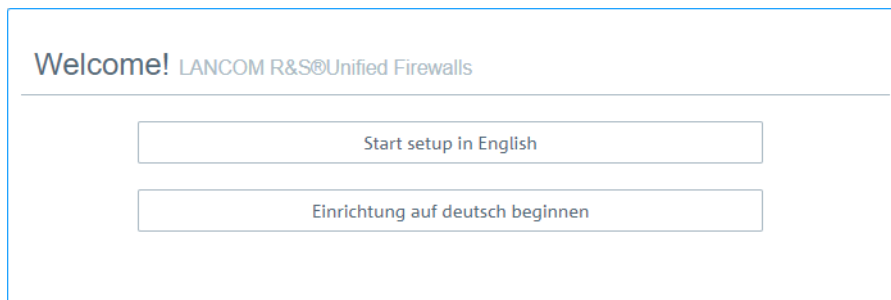 Welcome! LANCOM R&S®Unified Firewalls
Start setup in English
Einrichtung auf deutsch beginnen